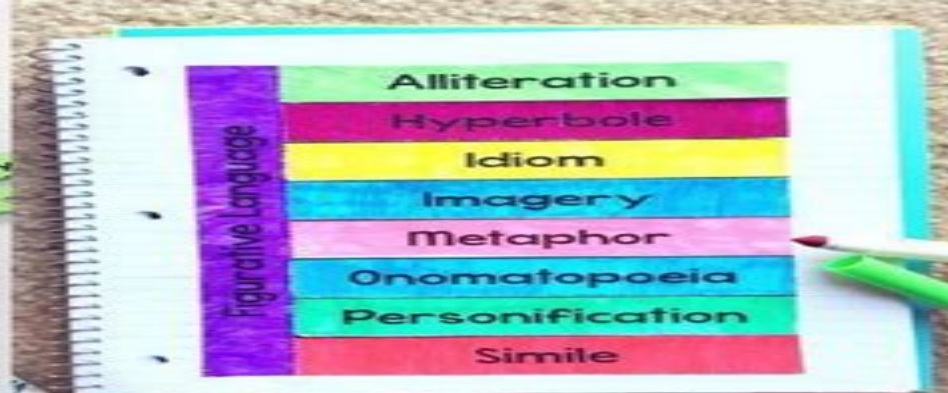 Figurative Language
Alliteration
Hyperbole
Idiom
Imagery
Metaphor
Onomatopoeia
Personification
Simile